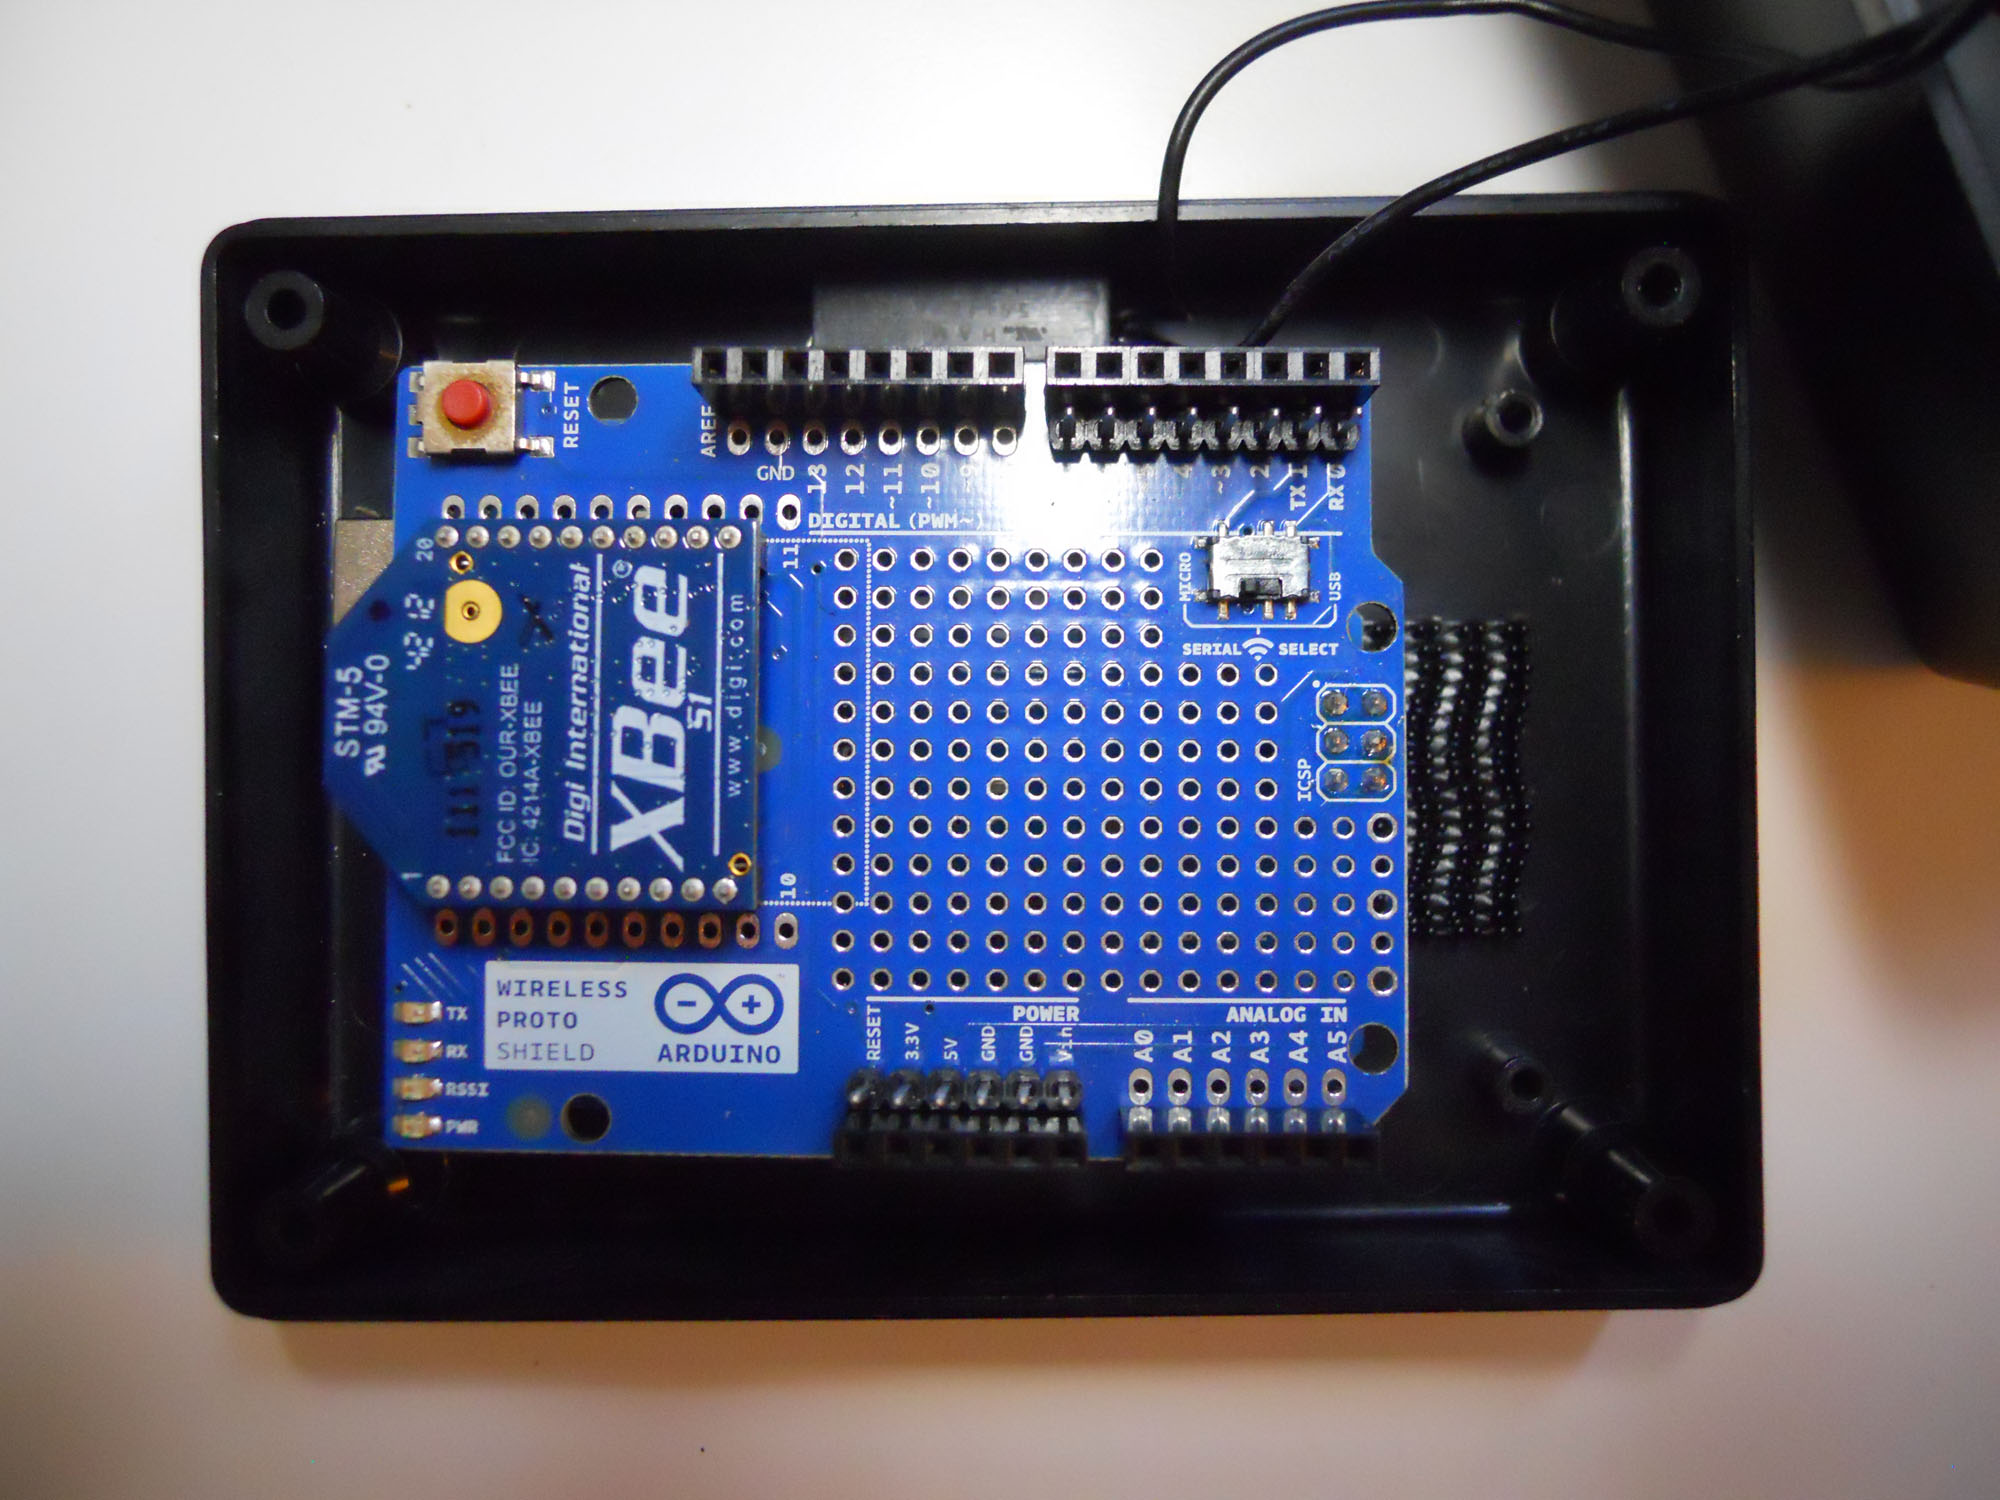 RESET
AREF
GND
13
12
~11
~10
~9
4
~3
2
TX 1
RX 0
DIGITAL (PWM~)
MICRO
USB
SERIAL SELECT
ICSP
20
11
1
10
4212
STM-5
94V-0
111319
FCC ID: OUR-XBEE
IC: 4214A-XBEE
Digi International
XBee®
S1
www.digi.com
X
TX
RX
RSSI
PWR
WIRELESS
PROTO
SHIELD
ARDUINO
POWER
RESET
3.3V
5V
GND
GND
Vin
ANALOG IN
A0
A1
A2
A3
A4
A5